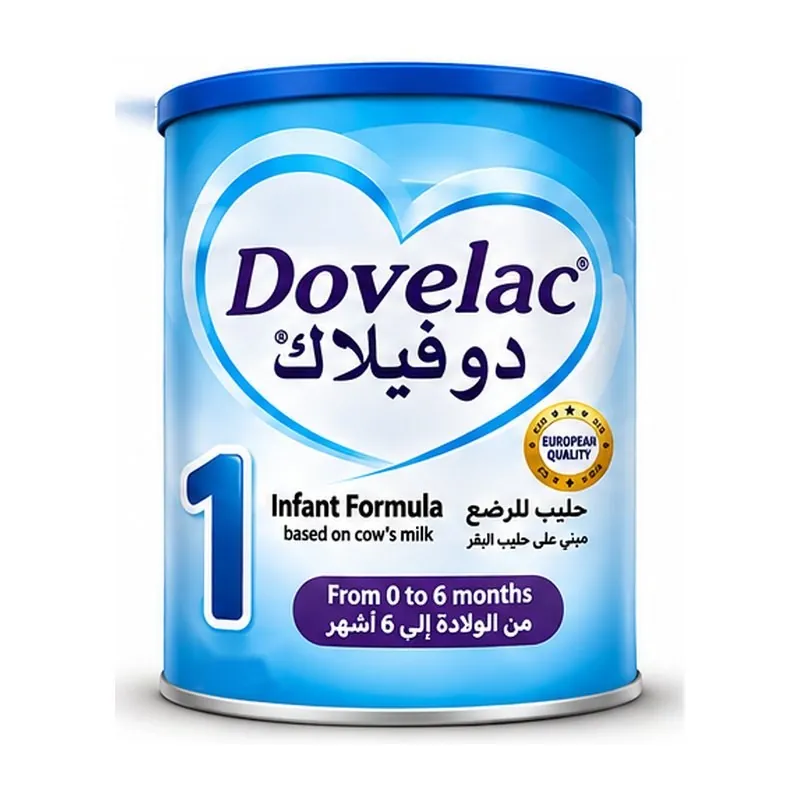 Dovelac®
دوفيلاك®
EUROPEAN
QUALITY
1
Infant Formula
based on cow's milk
حليب للرضع
مبني على حليب البقر
From 0 to 6 months
من الولادة إلى 6 أشهر